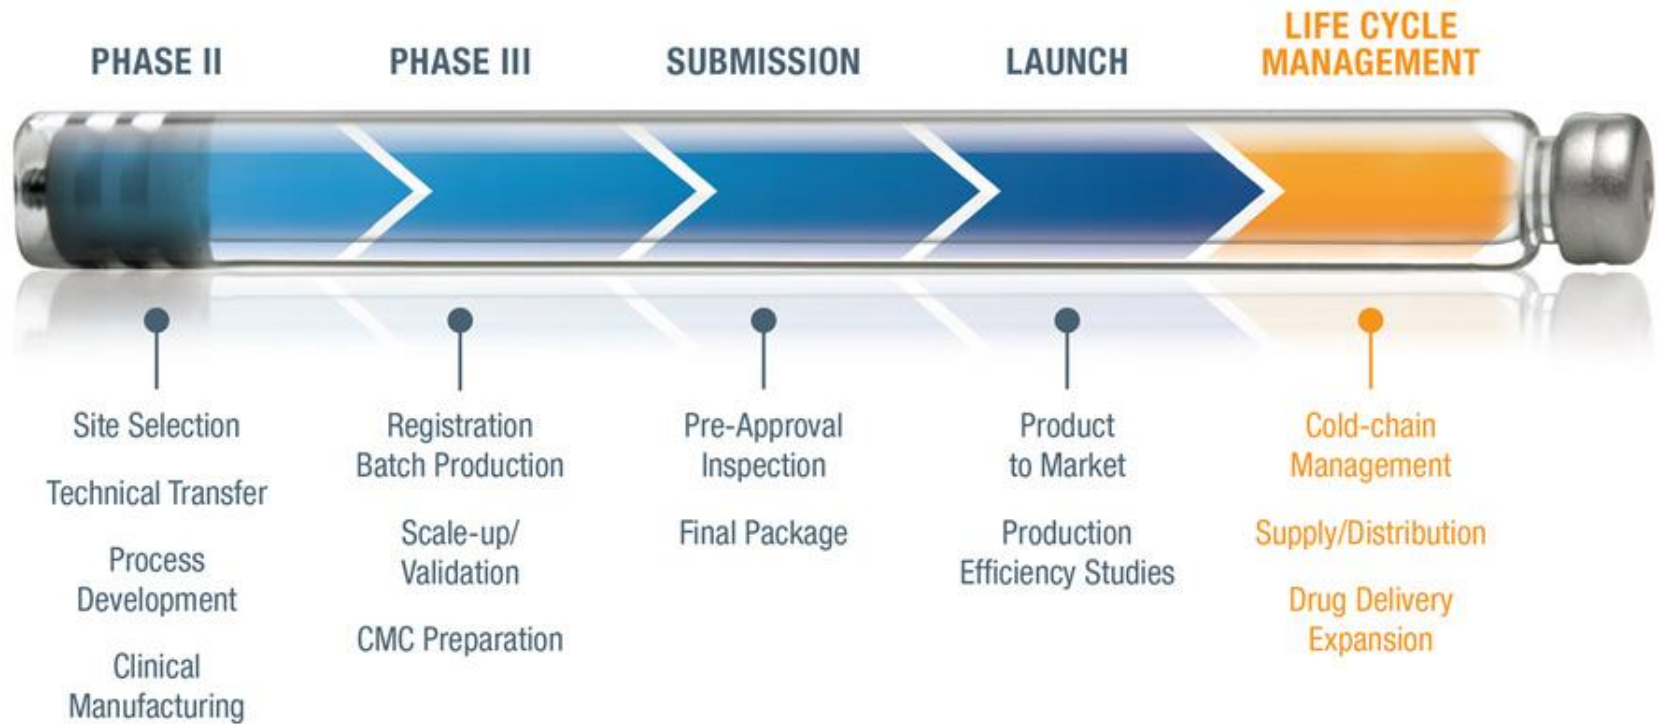 PHASE II
PHASE III
SUBMISSION
LAUNCH
LIFE CYCLE
MANAGEMENT
Site Selection
Technical Transfer
Process
Development
Clinical
Manufacturing
Registration
Batch Production
Scale-up/
Validation
CMC Preparation
Pre-Approval
Inspection
Final Package
Product
to Market
Production
Efficiency Studies
Cold-chain
Management
Supply/Distribution
Drug Delivery
Expansion